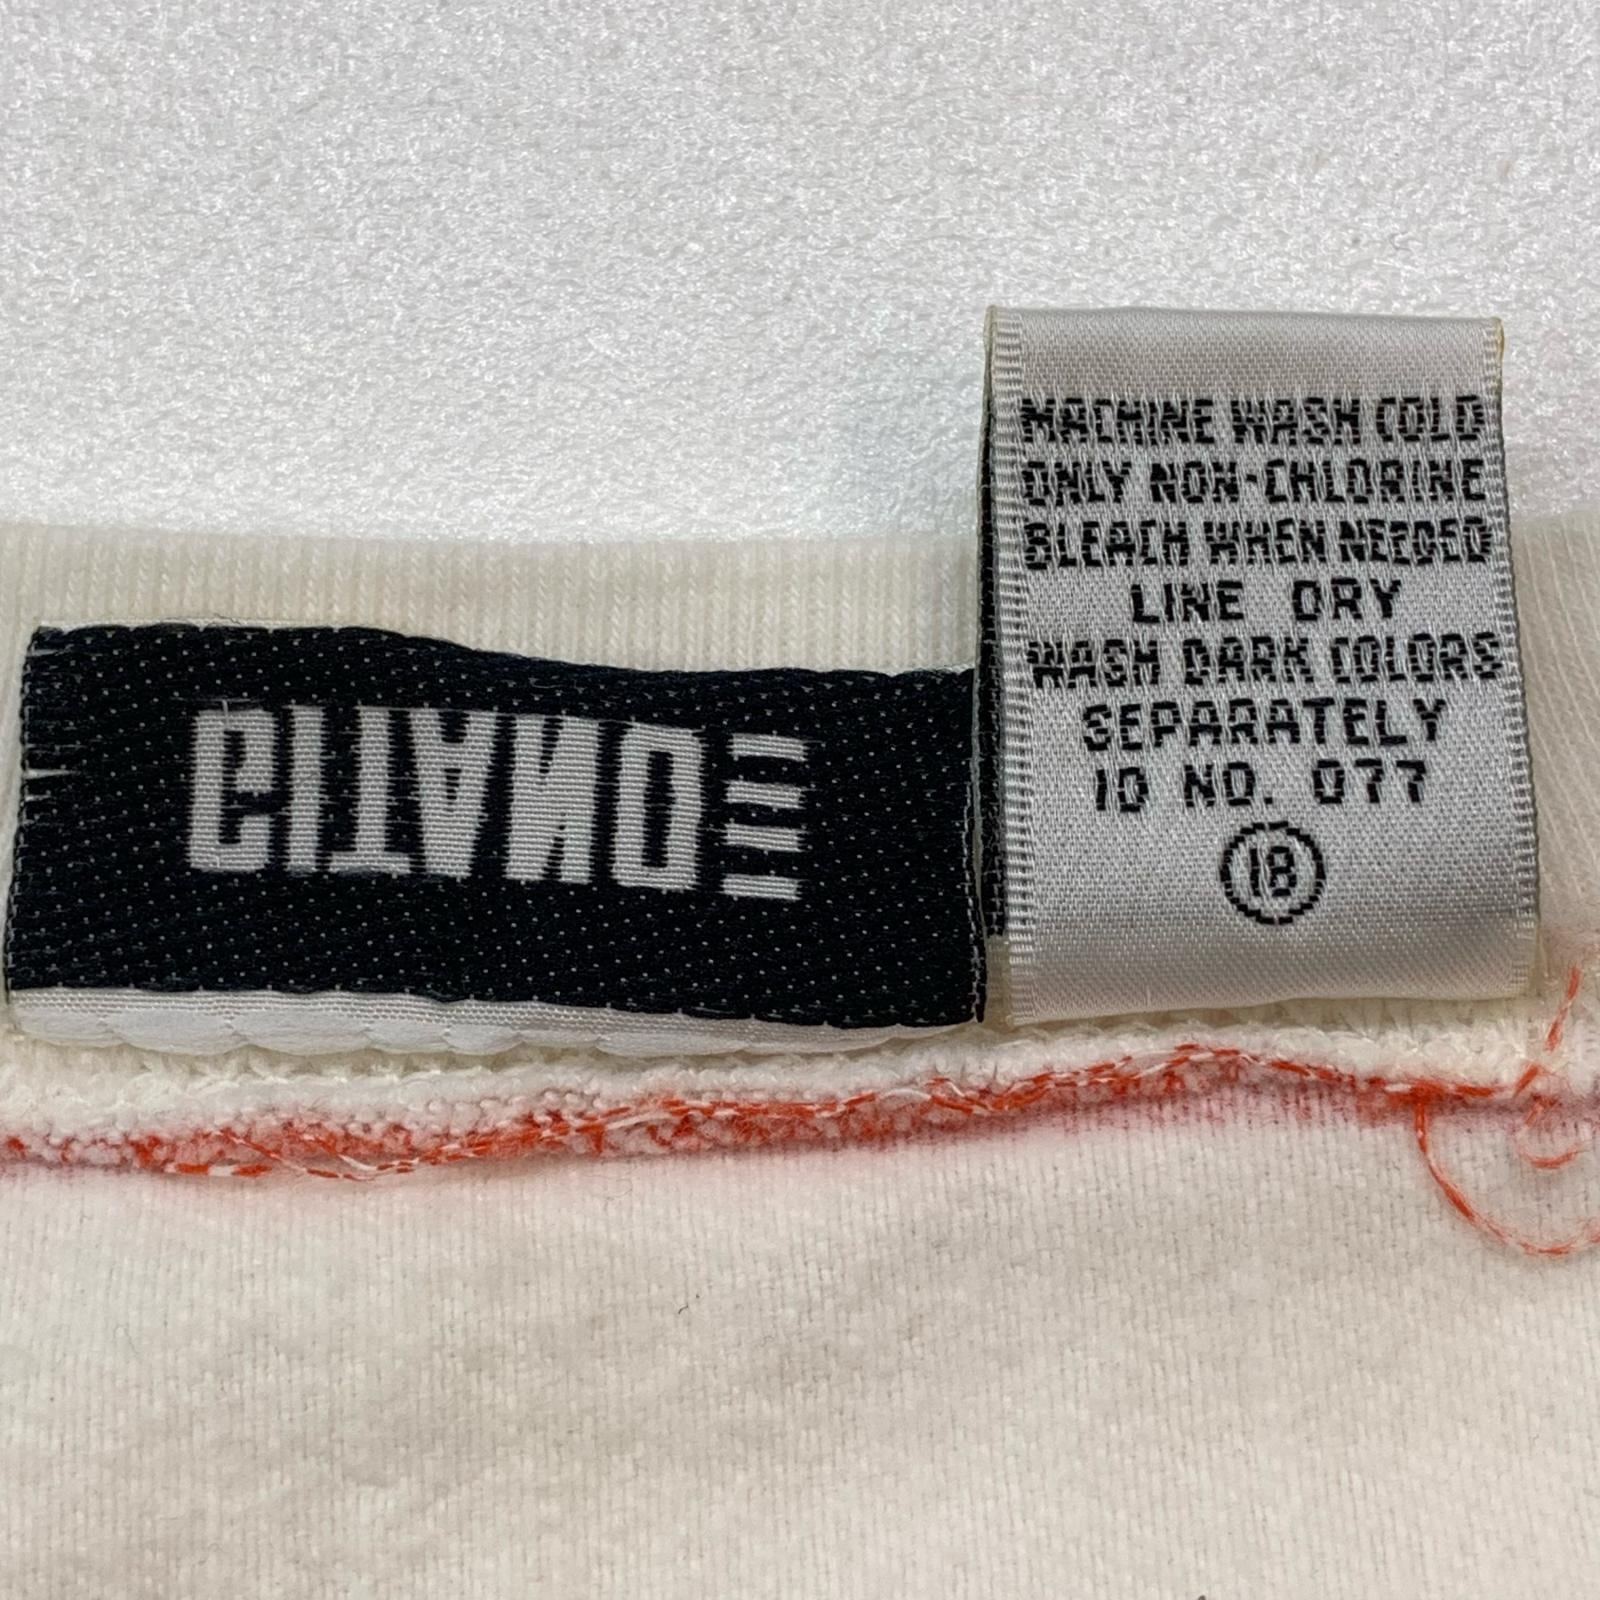 GITANO
MACHINE WASH COLD
ONLY NON-CHLORINE
BLEACH WHEN NEEDED
LINE DRY
WASH DARK COLORS
SEPARATELY
ID NO. 077
18